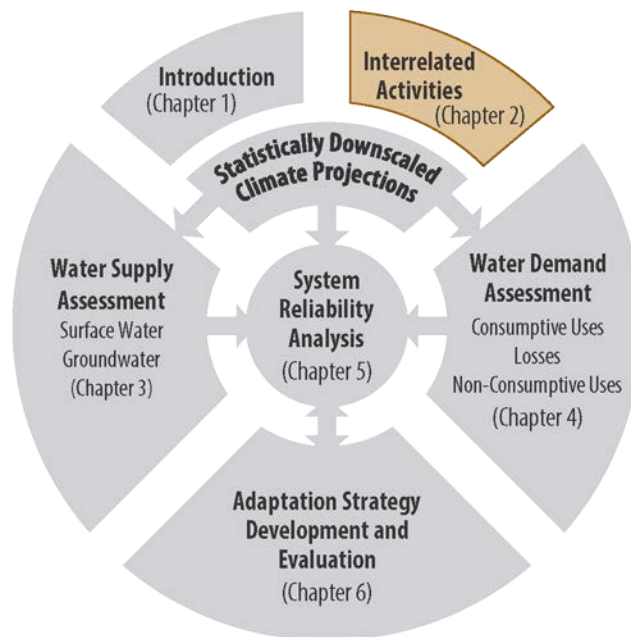 Introduction
(Chapter 1)
Interrelated
Activities
(Chapter 2)
Statistically Downscaled
Climate Projections
Water Supply
Assessment
Surface Water
Groundwater
(Chapter 3)
System
Reliability
Analysis
(Chapter 5)
Water Demand
Assessment
Consumptive Uses
Losses
Non-Consumptive Uses
(Chapter 4)
Adaptation Strategy
Development and
Evaluation
(Chapter 6)